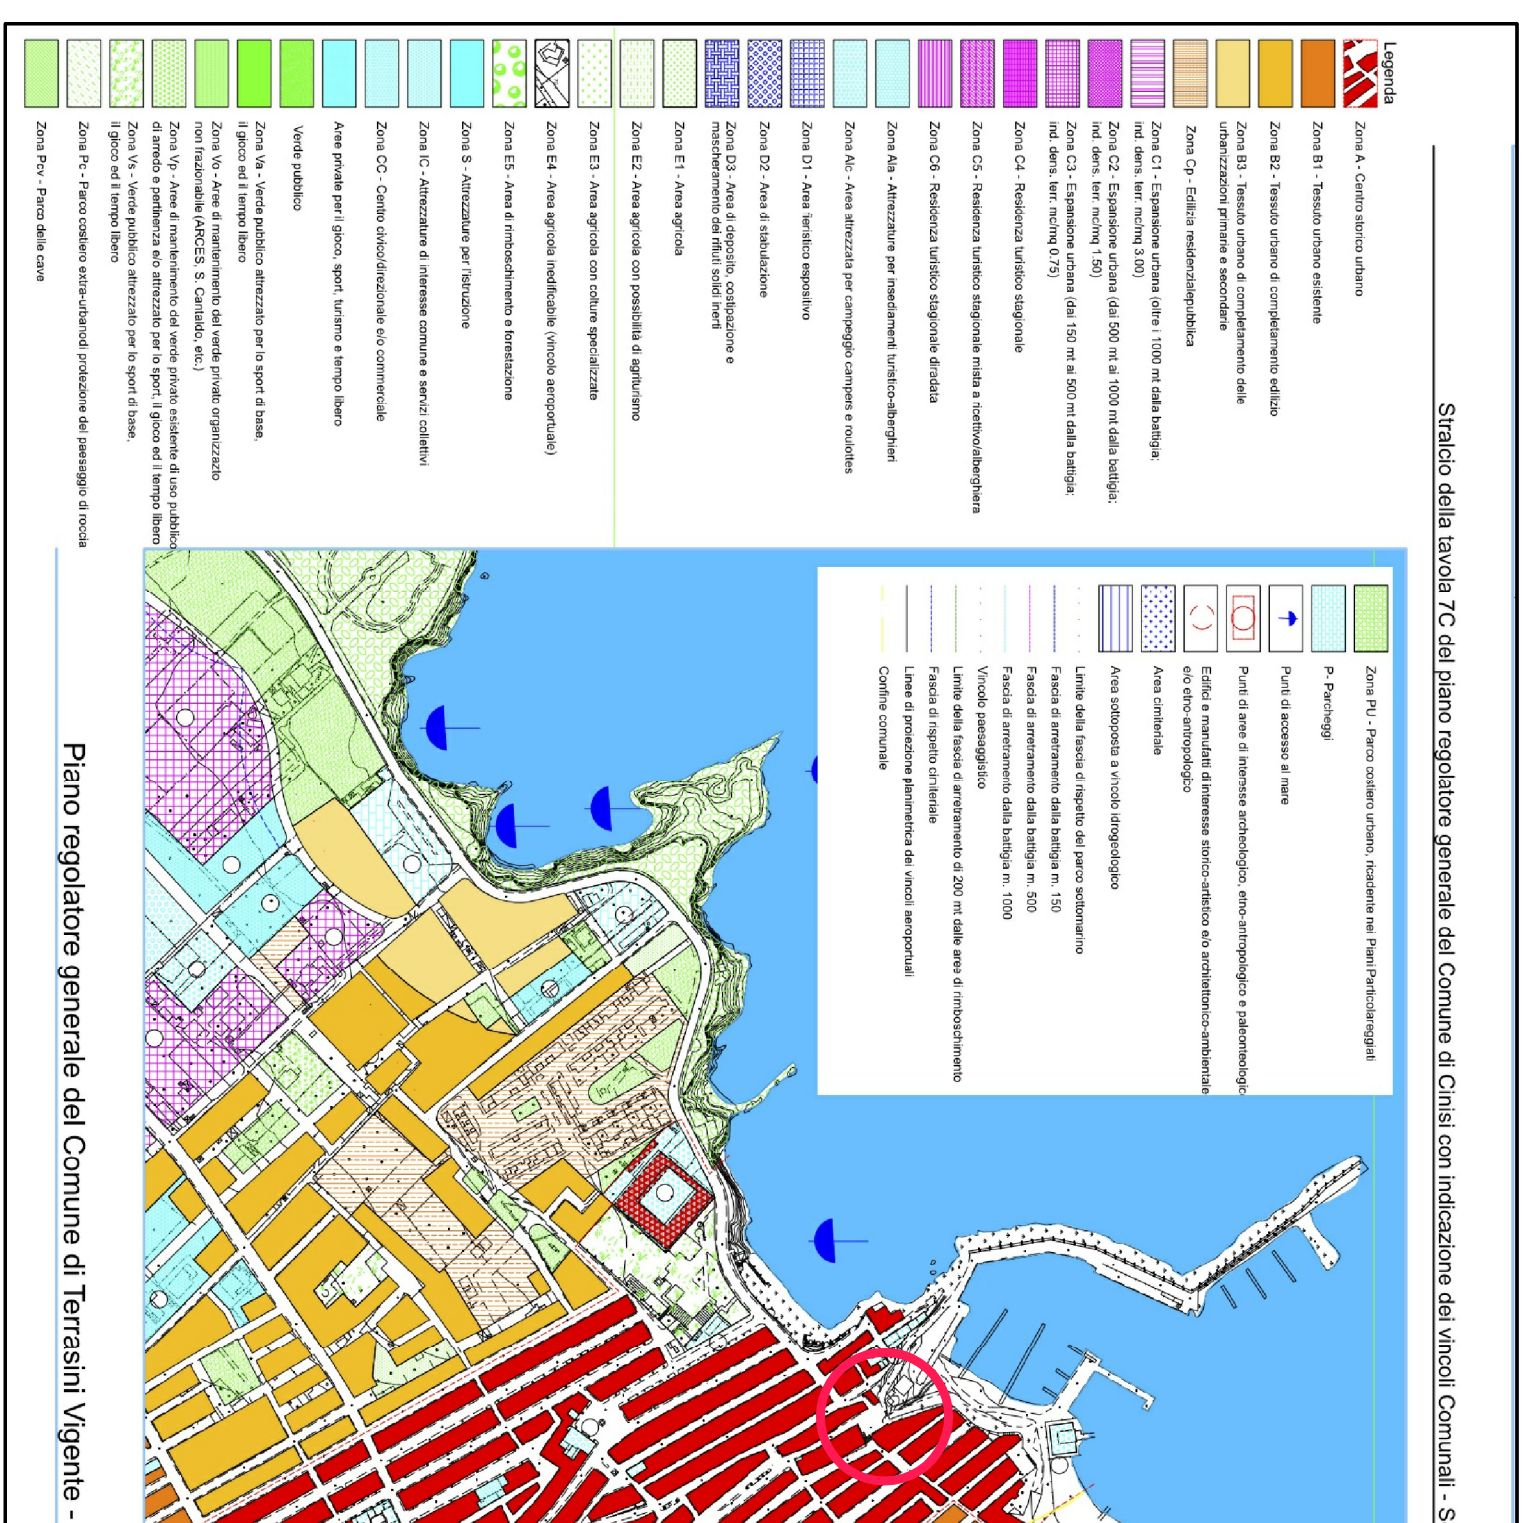 Stralcio della tavola 7C del piano regolatore generale del Comune di Cinisi con indicazione dei vincoli Comunali - S
Legenda
Zona A - Centro storico urbano
Zona B1 - Tessuto urbano esistente
Zona B2 - Tessuto urbano di completamento edilizio
Zona B3 - Tessuto urbano di completamento delle
urbanizzazioni primarie e secondarie
Zona Cp - Edilizia residenzialepubblica
Zona C1 - Espansione urbana (oltre i 1000 mt dalla battigia;
ind. dens. terr. mc/mq 3.00)
Zona C2 - Espansione urbana (dai 500 mt ai 1000 mt dalla battigia;
ind. dens. terr. mc/mq 1.50)
Zona C3 - Espansione urbana (dai 150 mt ai 500 mt dalla battigia;
ind. dens. terr. mc/mq 0.75)
Zona C4 - Residenza turistico stagionale
Zona C5 - Residenza turistico stagionale mista a ricettivo/alberghiera
Zona C6 - Residenza turistico stagionale diradata
Zona Ala - Attrezzature per insediamenti turistico-alberghieri
Zona Alc - Area attrezzata per campeggio campers e roulottes
Zona D1 - Area fieristico espositivo
Zona D2 - Area di stabulazione
Zona D3 - Area di deposito, costipazione e
mascheramento dei rifiuti solidi inerti
Zona E1 - Area agricola
Zona E2 - Area agricola con possibilità di agriturismo
Zona E3 - Area agricola con colture specializzate
Zona E4 - Area agricola inedificabile (vincolo aeroportuale)
Zona E5 - Area di rimboschimento e forestazione
Zona S - Attrezzature per l'istruzione
Zona IC - Attrezzature di interesse comune e servizi collettivi
Zona CC - Centro civico/direzionale e/o commerciale
Aree private per il gioco, sport, turismo e tempo libero
Verde pubblico
Zona Va - Verde pubblico attrezzato per lo sport di base,
il gioco ed il tempo libero
Zona Vo - Aree di mantenimento del verde privato organizzazto
non frazionabile (ARCES, S. Cantaldo, etc.)
Zona Vp - Aree di mantenimento del verde privato esistente di uso pubblico
di arredo e pertinenza e/o attrezzato per lo sport, il gioco ed il tempo libero
Zona Vs - Verde pubblico attrezzato per lo sport di base,
il gioco ed il tempo libero
Zona Pc - Parco costiero extra-urbanodi protezione del paesaggio di roccia
Zona Pcv - Parco delle cave
Zona PU - Parco costiero urbano, ricadente nei Piani Particolareggiati
P- Parcheggi
Punti di accesso al mare
Punti di aree di interesse archeologico, etno-antropologico e paleonteologic
Edifici e manufatti di interesse storico-artistico e/o architettonico-ambientale
e/o etno-antropologico
Area cimiteriale
Area sottoposta a vincolo idrogeologico
Limite della fascia di rispetto del parco sottomarino
Fascia di arretramento dalla battigia m. 150
Fascia di arretramento dalla battigia m. 500
Fascia di arretramento dalla battigia m. 1000
Vincolo paesaggistico
Limite della fascia di arretramento di 200 mt dalle aree di rimboschimento
Fascia di rispetto cimiteriale
Linee di proiezione planimetrica dei vincoli aeroportuali
Confine comunale
Piano regolatore generale del Comune di Terrasini Vigente -